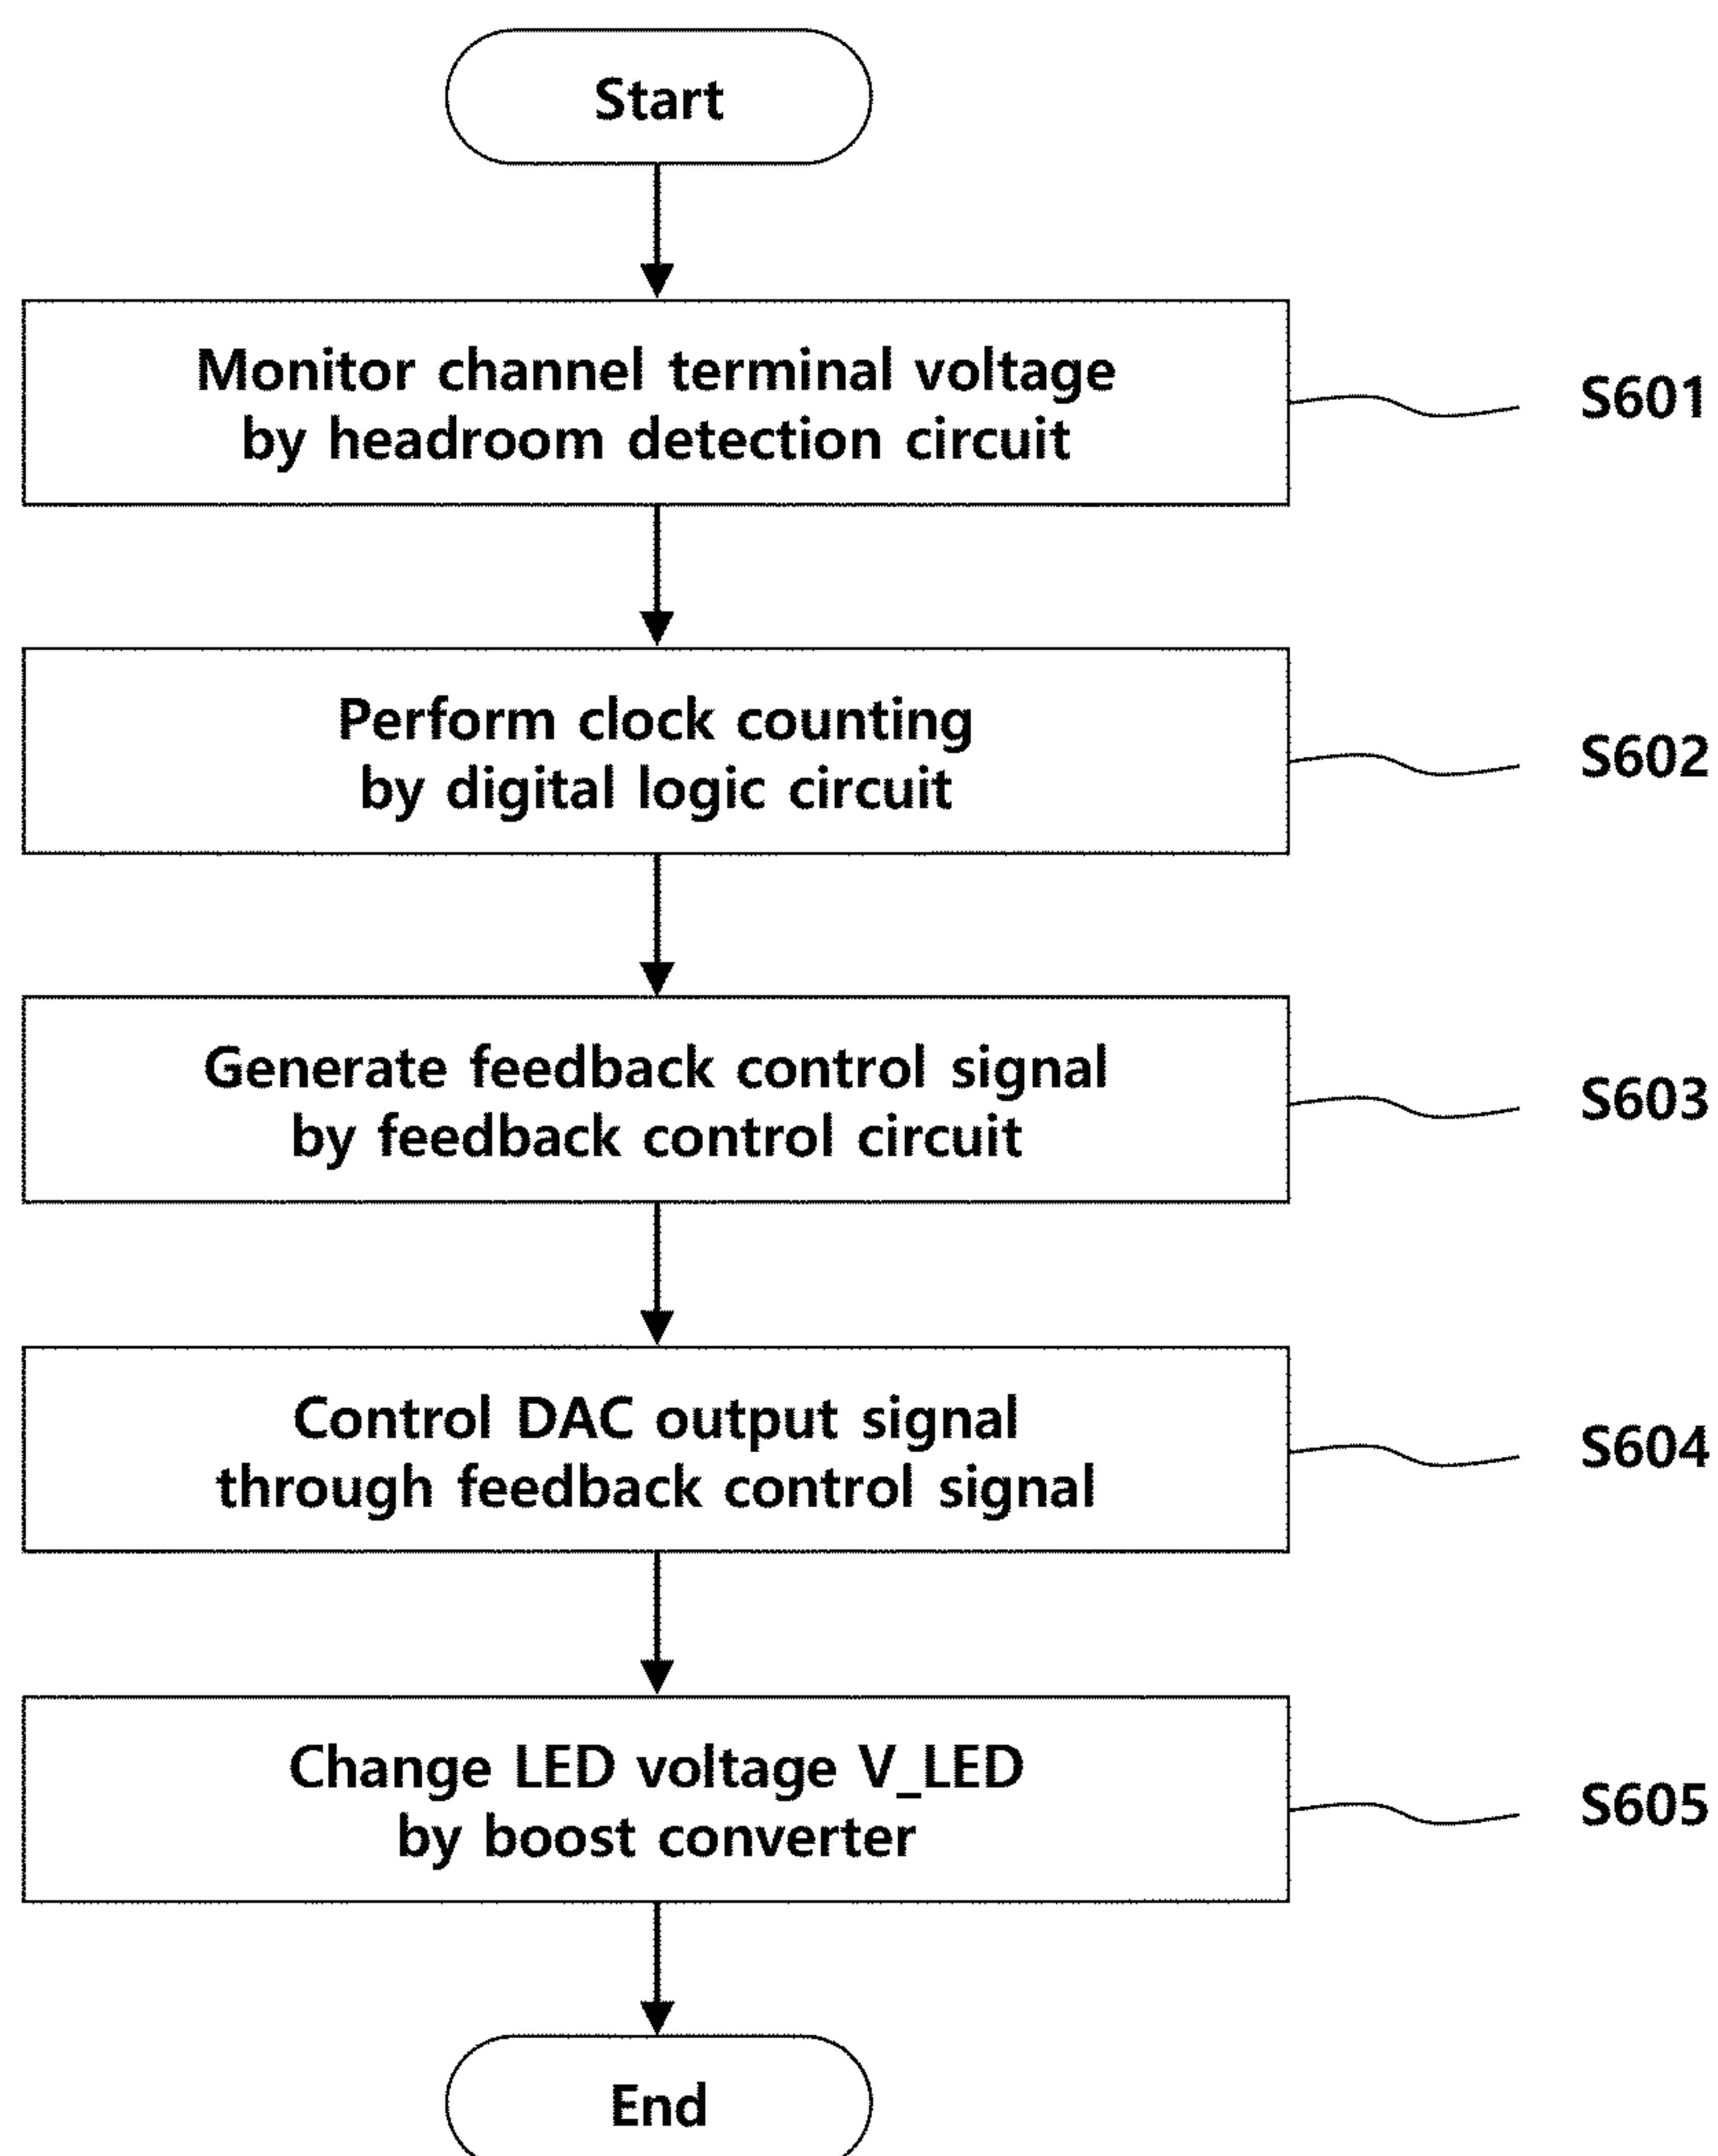 Start
Monitor channel terminal voltage
by headroom detection circuit
S601
Perform clock counting
by digital logic circuit
S602
Generate feedback control signal
by feedback control circuit
S603
Control DAC output signal
through feedback control signal
S604
Change LED voltage V_LED
by boost converter
S605
End